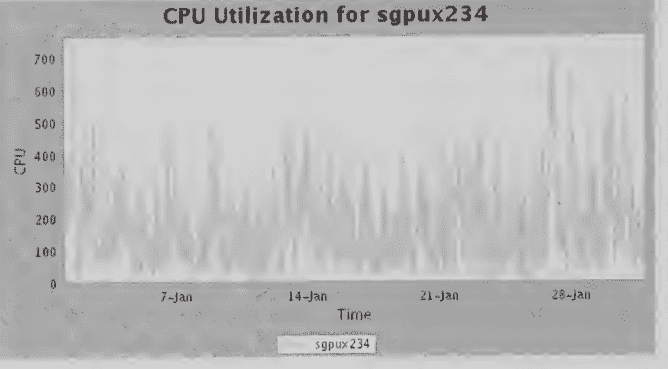 CPU Utilization for sgpux234
700
600
500
400
300
200
100
0
CPU
7-Jan 14-Jan 21-Jan 28-Jan
Time
sgpux234